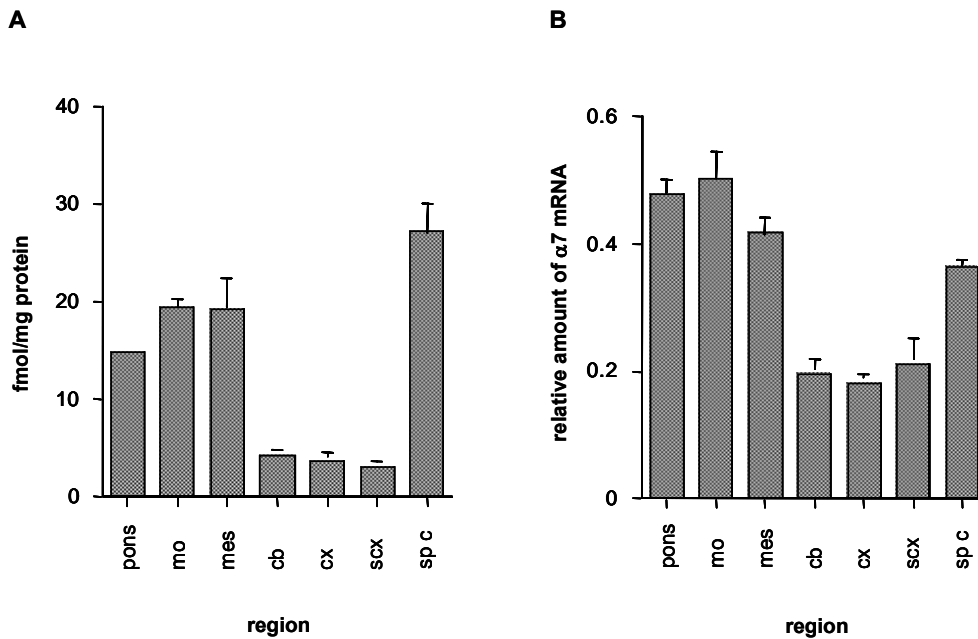 A
fmol/mg protein
40
30
20
10
0
pons
mo
mes
cb
cx
scx
sp c
region
B
relative amount of α7 mRNA
0.6
0.4
0.2
0
pons
mo
mes
cb
cx
scx
sp c
region